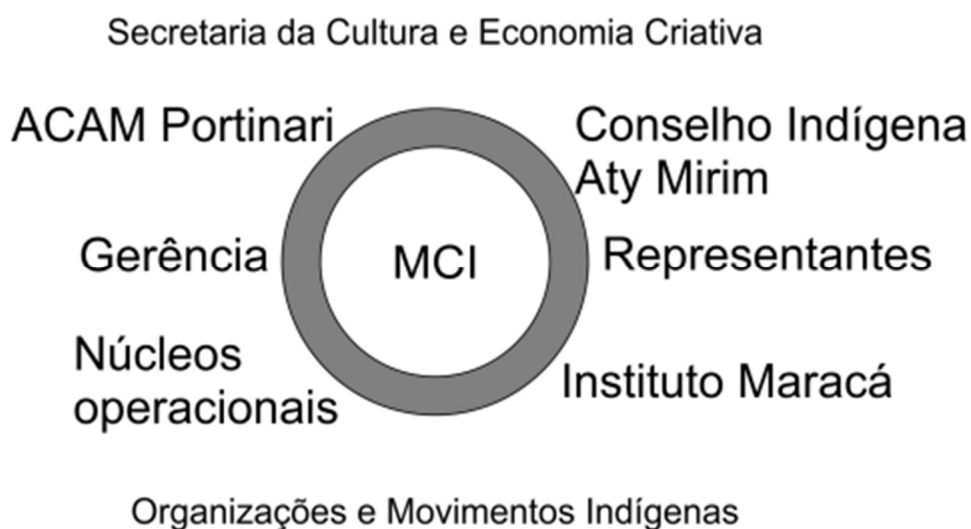 Secretaria da Cultura e Economia Criativa
ACAM Portinari
Conselho Indígena
Aty Mirim
Gerência
MCI
Representantes
Núcleos
operacionais
Instituto Maracá
Organizações e Movimentos Indígenas